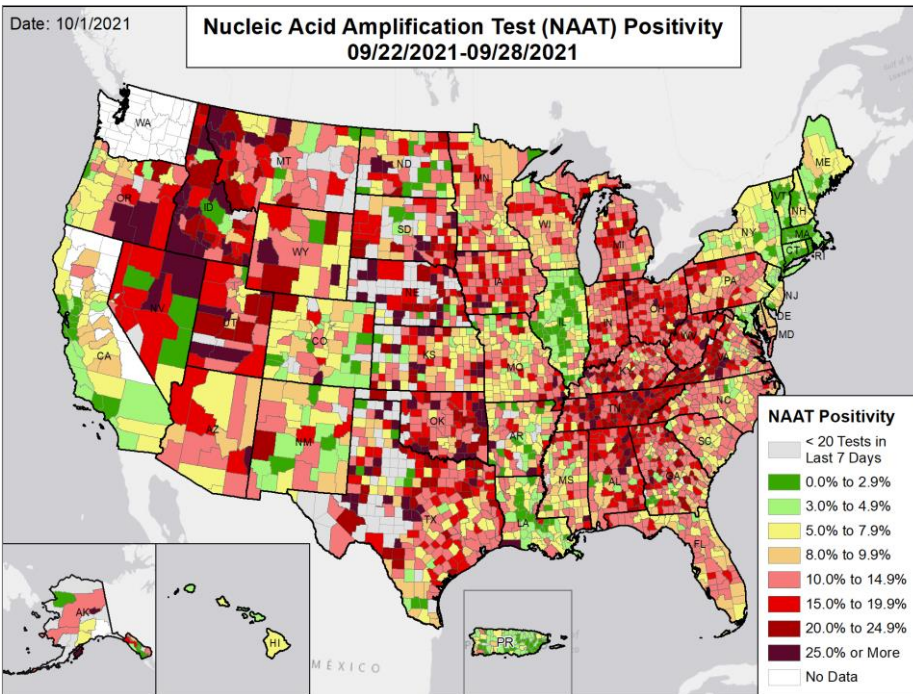 Date: 10/1/2021
Nucleic Acid Amplification Test (NAAT) Positivity
09/22/2021-09/28/2021
WA
MT
ND
MN
ME
OR
ID
SD
WI
MI
VT
NH
NY
MA
CT
RI
WY
IA
NE
PA
NJ
NV
UT
CO
IL
IN
OH
DE
MD
CA
KS
MO
WV
VA
KY
AZ
NM
OK
AR
TN
NC
SC
MS
AL
GA
TX
LA
FL
AK
HI
MÉXICO
PR
NAAT Positivity
< 20 Tests in
Last 7 Days
0.0% to 2.9%
3.0% to 4.9%
5.0% to 7.9%
8.0% to 9.9%
10.0% to 14.9%
15.0% to 19.9%
20.0% to 24.9%
25.0% or More
No Data